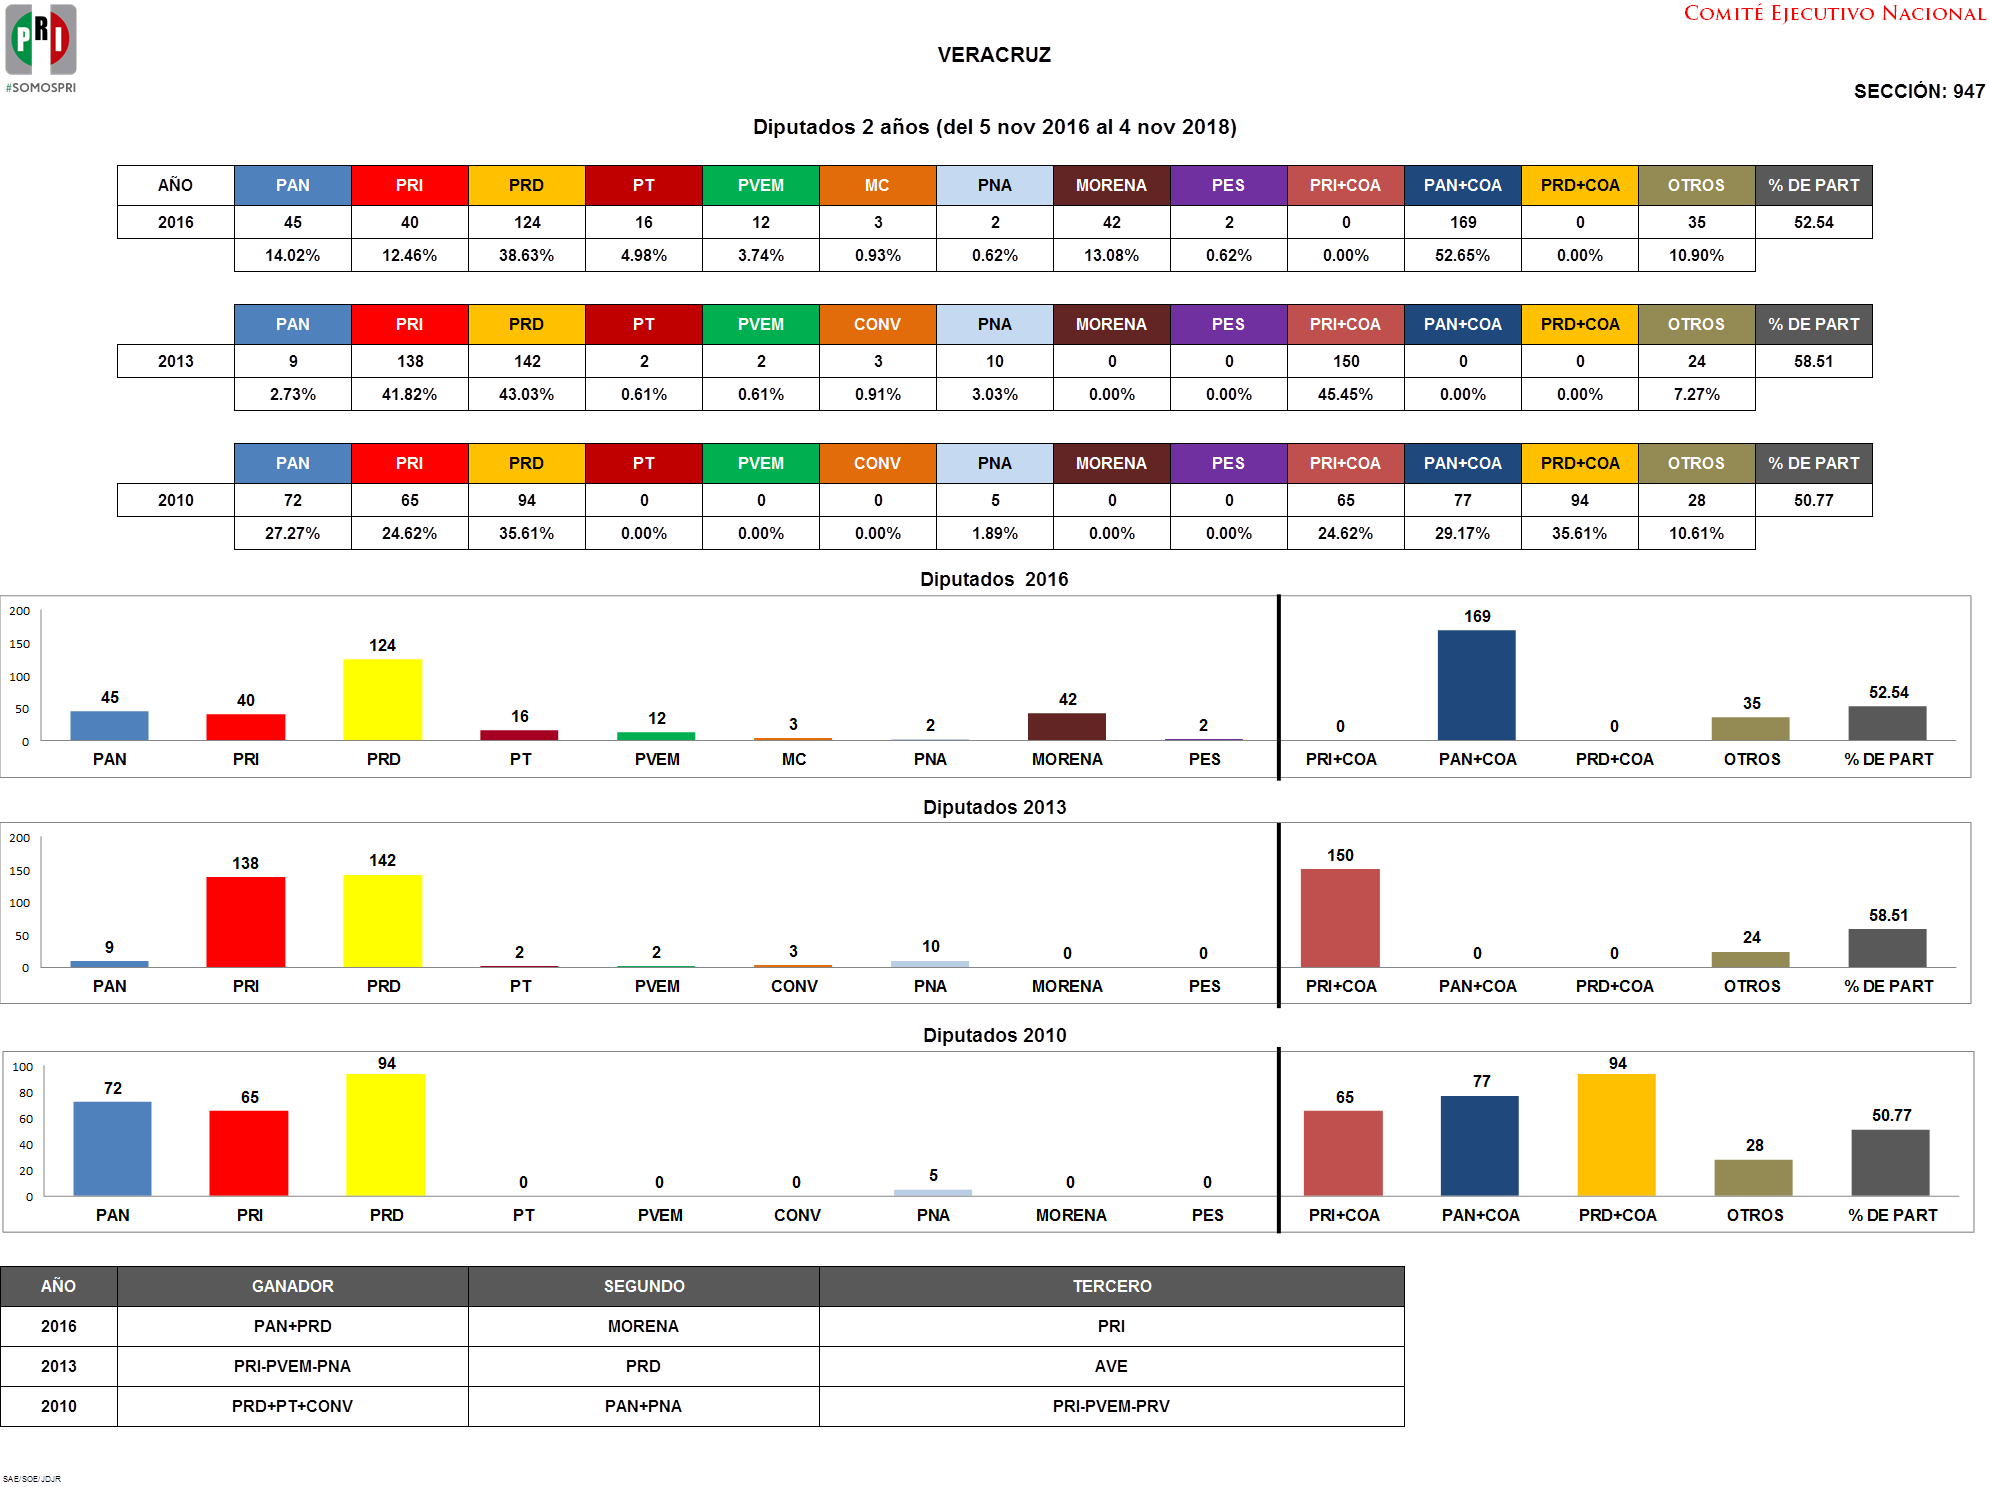 PRI
#SOMOSPRI
COMITÉ EJECUTIVO NACIONAL
VERACRUZ
SECCIÓN: 947
Diputados 2 años (del 5 nov 2016 al 4 nov 2018)
AÑO PAN PRI PRD PT PVEM MC PNA MORENA PES PRI+COA PAN+COA PRD+COA OTROS % DE PART
2016 45 40 124 16 12 3 2 42 2 0 169 0 35 52.54
14.02% 12.46% 38.63% 4.98% 3.74% 0.93% 0.62% 13.08% 0.62% 0.00% 52.65% 0.00% 10.90%
PAN PRI PRD PT PVEM CONV PNA MORENA PES PRI+COA PAN+COA PRD+COA OTROS % DE PART
2013 9 138 142 2 2 3 10 0 0 150 0 0 24 58.51
2.73% 41.82% 43.03% 0.61% 0.61% 0.91% 3.03% 0.00% 0.00% 45.45% 0.00% 0.00% 7.27%
PAN PRI PRD PT PVEM CONV PNA MORENA PES PRI+COA PAN+COA PRD+COA OTROS % DE PART
2010 72 65 94 0 0 0 5 0 0 65 77 94 28 50.77
27.27% 24.62% 35.61% 0.00% 0.00% 0.00% 1.89% 0.00% 0.00% 24.62% 29.17% 35.61% 10.61%
Diputados 2016
200
150
100
50
0
45 40 124 16 12 3 2 42 2 0 169 0 35 52.54
PAN PRI PRD PT PVEM MC PNA MORENA PES PRI+COA PAN+COA PRD+COA OTROS % DE PART
Diputados 2013
200
150
100
50
0
9 138 142 2 2 3 10 0 0 150 0 0 24 58.51
PAN PRI PRD PT PVEM CONV PNA MORENA PES PRI+COA PAN+COA PRD+COA OTROS % DE PART
Diputados 2010
100
80
60
40
20
0
72 65 94 0 0 0 5 0 0 65 77 94 28 50.77
PAN PRI PRD PT PVEM CONV PNA MORENA PES PRI+COA PAN+COA PRD+COA OTROS % DE PART
AÑO GANADOR SEGUNDO TERCERO
2016 PAN+PRD MORENA PRI
2013 PRI-PVEM-PNA PRD AVE
2010 PRD+PT+CONV PAN+PNA PRI-PVEM-PRV
SAE/SOE/JDJR